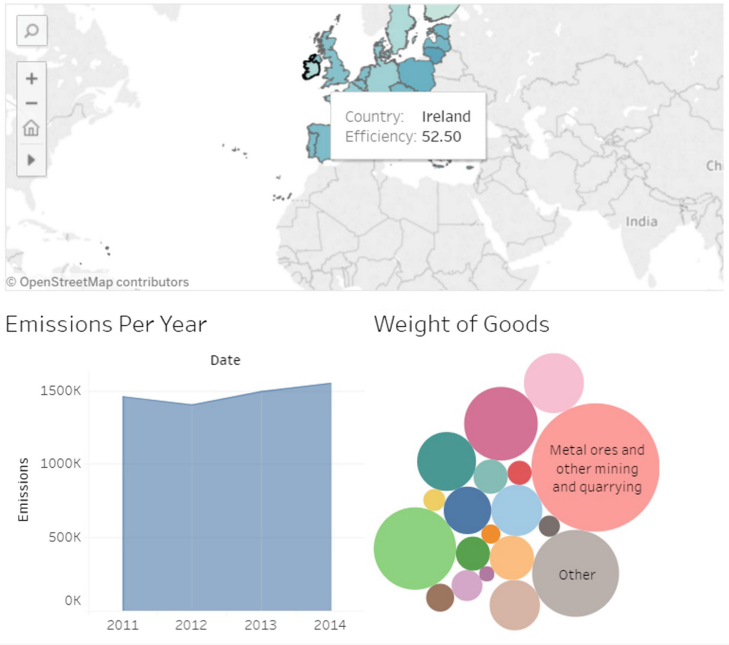 Country: Ireland
Efficiency: 52.50
Ch
India
© OpenStreetMap contributors
Emissions Per Year
Weight of Goods
Date
1500K
1000K
500K
0K
Emissions
2011 2012 2013 2014
Metal ores and
other mining
and quarrying
Other